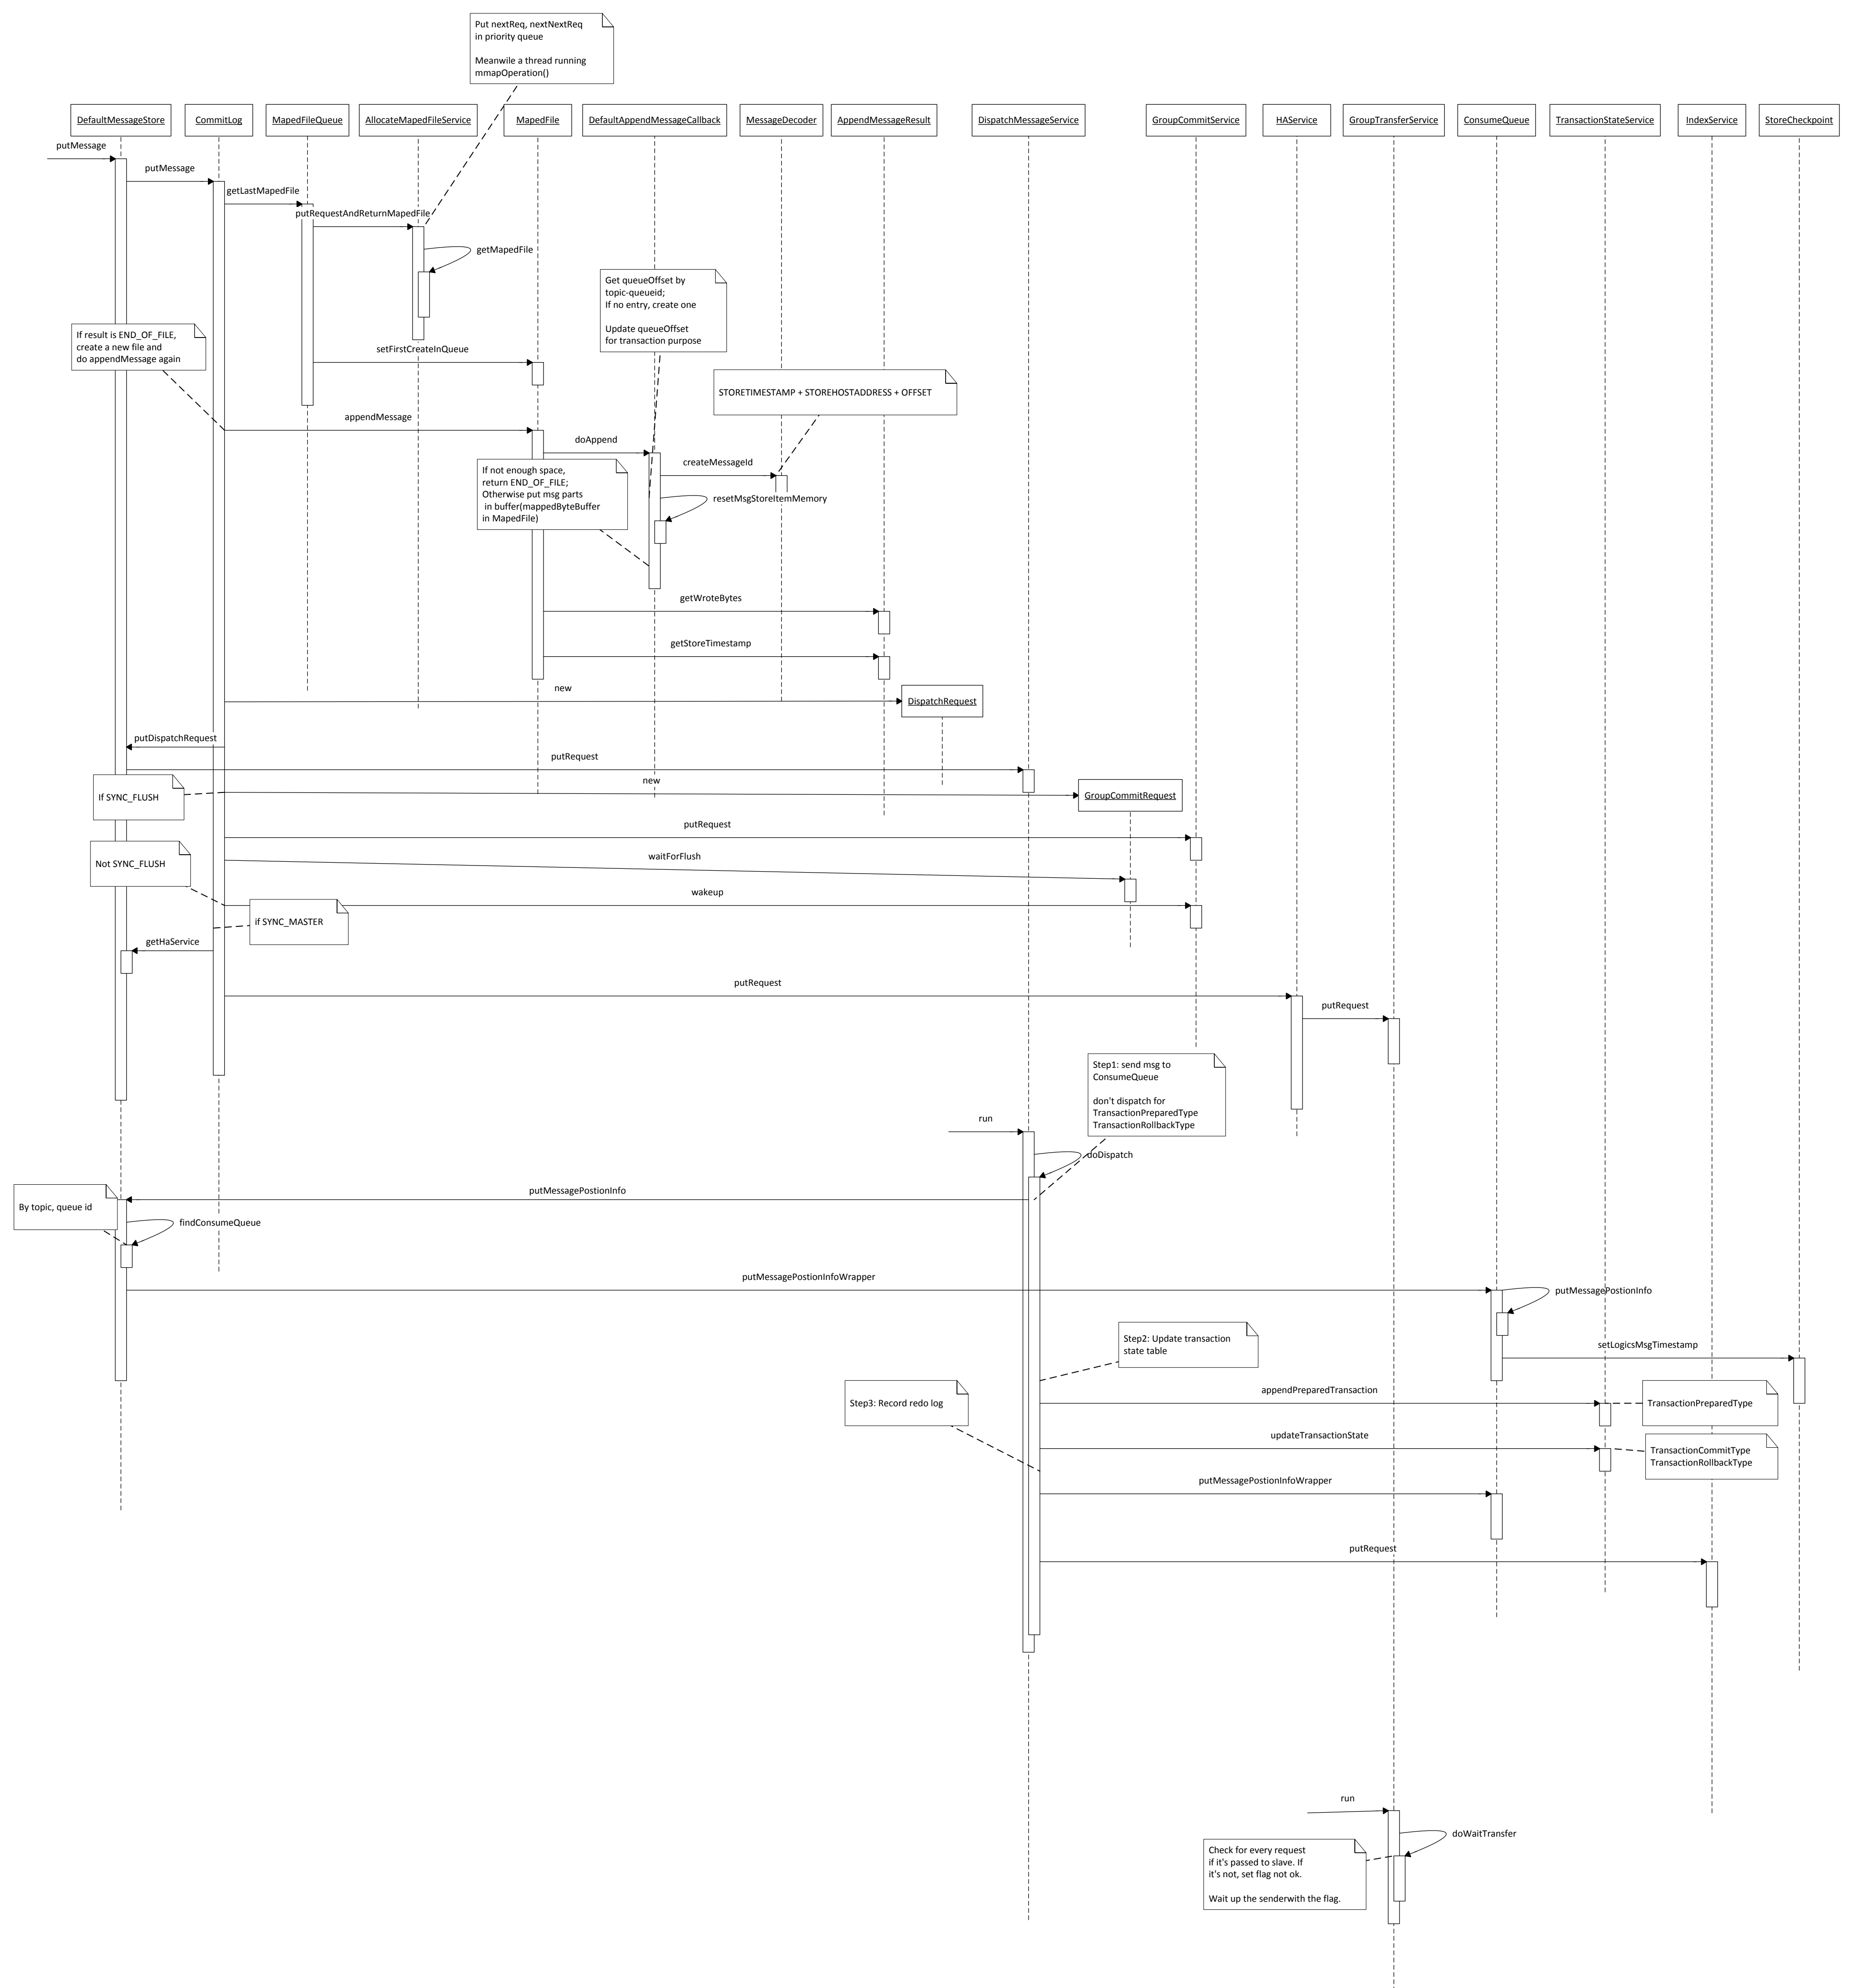 Put nextReq, nextNextReq
in priority queue
Meanwile a thread running
mmapOperation()
DefaultMessageStore
CommitLog
MapedFileQueue
AllocateMapedFileService
MapedFile
DefaultAppendMessageCallback
MessageDecoder
AppendMessageResult
DispatchMessageService
GroupCommitService
HAService
GroupTransferService
ConsumeQueue
TransactionStateService
IndexService
StoreCheckpoint
putMessage
putMessage
getLastMapedFile
putRequestAndReturnMapedFile
getMapedFile
Get queueOffset by
topic-queueid;
If no entry, create one
Update queueOffset
for transaction purpose
If result is END_OF_FILE,
create a new file and
do appendMessage again
setFirstCreateInQueue
STORETIMESTAMP + STOREHOSTADDRESS + OFFSET
appendMessage
doAppend
createMessageId
If not enough space,
return END_OF_FILE;
Otherwise put msg parts
in buffer(mappedByteBuffer
in MapedFile)
resetMsgStoreItemMemory
getWroteBytes
getStoreTimestamp
new
DispatchRequest
putDispatchRequest
putRequest
new
If SYNC_FLUSH
GroupCommitRequest
putRequest
waitForFlush
Not SYNC_FLUSH
wakeup
if SYNC_MASTER
getHaService
putRequest
putRequest
Step1: send msg to
ConsumeQueue
don't dispatch for
TransactionPreparedType
TransactionRollbackType
run
doDispatch
putMessagePostionInfo
By topic, queue id
findConsumeQueue
putMessagePostionInfoWrapper
putMessagePostionInfo
Step2: Update transaction
state table
setLogicsMsgTimestamp
appendPreparedTransaction
Step3: Record redo log
TransactionPreparedType
updateTransactionState
TransactionCommitType
TransactionRollbackType
putMessagePostionInfoWrapper
putRequest
run
doWaitTransfer
Check for every request
if it's passed to slave. If
it's not, set flag not ok.
Wait up the senderwith the flag.